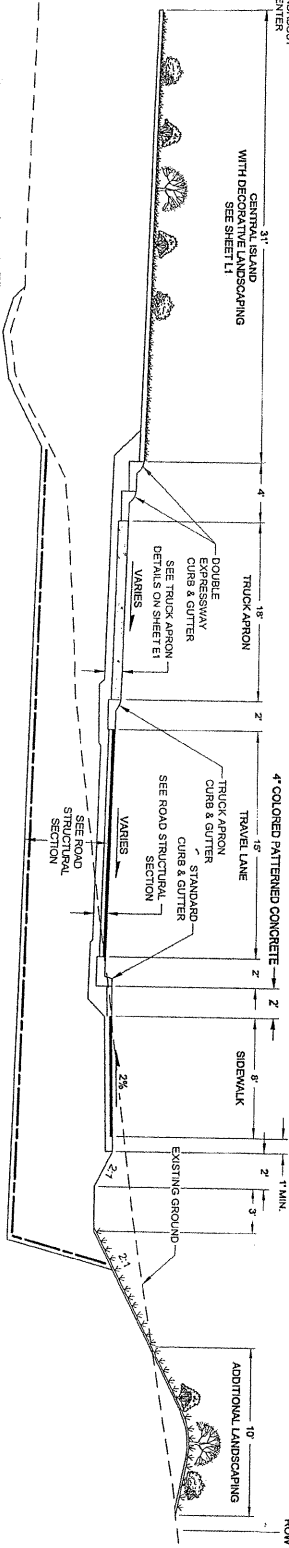 CENTER
31'
CENTRAL ISLAND
WITH DECORATIVE LANDSCAPING
SEE SHEET L1
4'
DOUBLE
EXPRESSWAY
CURB & GUTTER
18'
TRUCK APRON
SEE TRUCK APRON
DETAILS ON SHEET E1
VARIES
2'
TRUCK APRON
CURB & GUTTER
4" COLORED PATTERNED CONCRETE
15'
TRAVEL LANE
SEE ROAD STRUCTURAL
SECTION
VARIES
SEE ROAD
STRUCTURAL
SECTION
STANDARD
CURB & GUTTER
2'
2'
8'
SIDEWALK
2%
1' MIN.
2'
3'
2:1
2:1
EXISTING GROUND
10'
ADDITIONAL LANDSCAPING
ROW